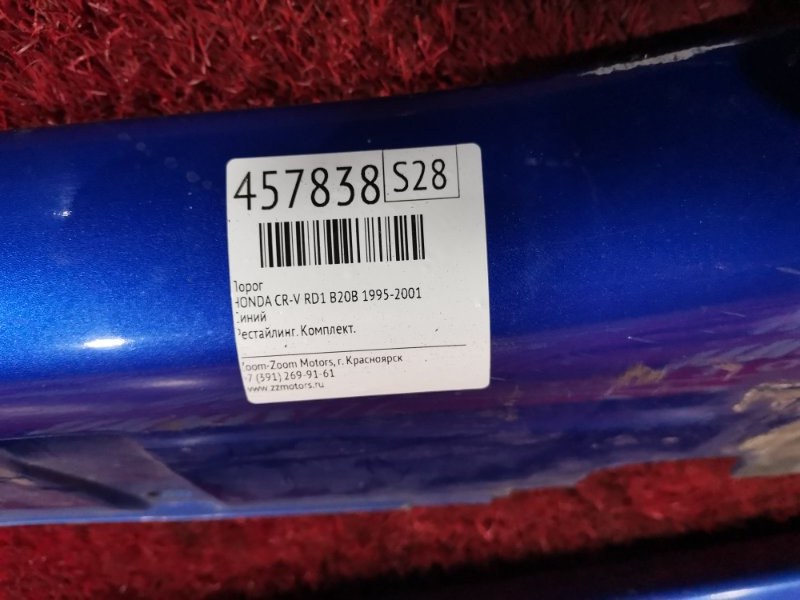 457838 S28
Порог
HONDA CR-V RD1 B20B 1995-2001
Синий
Рестайлинг. Комплект.
Zoom-Zoom Motors, г. Красноярск
+7 (391) 269-91-61
www.zzmotors.ru